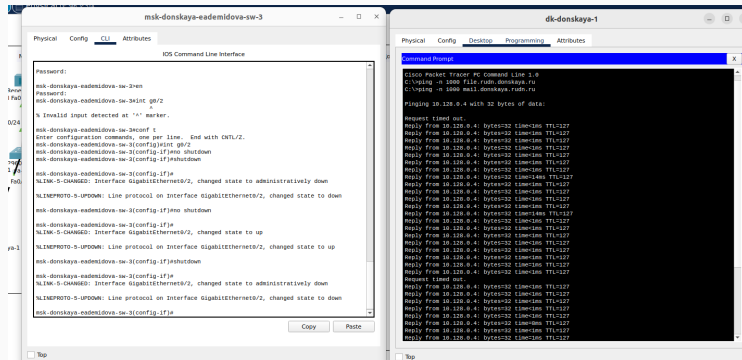 msk-donskaya-eademidova-sw-3
Physical Config CLI Attributes
IOS Command Line Interface
Password:
msk-donskaya-eademidova-sw-3>en
Password:
msk-donskaya-eademidova-sw-3#int g0/2
^
% Invalid input detected at '^' marker.
msk-donskaya-eademidova-sw-3#conf t
Enter configuration commands, one per line. End with CNTL/Z.
msk-donskaya-eademidova-sw-3(config)#int g0/2
msk-donskaya-eademidova-sw-3(config-if)#no shutdown
msk-donskaya-eademidova-sw-3(config-if)#shutdown
msk-donskaya-eademidova-sw-3(config-if)#
%LINK-5-CHANGED: Interface GigabitEthernet0/2, changed state to administratively down
%LINEPROTO-5-UPDOWN: Line protocol on Interface GigabitEthernet0/2, changed state to down
msk-donskaya-eademidova-sw-3(config-if)#no shutdown
msk-donskaya-eademidova-sw-3(config-if)#
%LINK-5-CHANGED: Interface GigabitEthernet0/2, changed state to up
%LINEPROTO-5-UPDOWN: Line protocol on Interface GigabitEthernet0/2, changed state to up
msk-donskaya-eademidova-sw-3(config-if)#shutdown
msk-donskaya-eademidova-sw-3(config-if)#
%LINK-5-CHANGED: Interface GigabitEthernet0/2, changed state to administratively down
%LINEPROTO-5-UPDOWN: Line protocol on Interface GigabitEthernet0/2, changed state to down
msk-donskaya-eademidova-sw-3(config-if)#
Copy Paste
Top
dk-donskaya-1
Physical Config Desktop Programming Attributes
Command Prompt X
Cisco Packet Tracer PC Command Line 1.0
C:\>ping -n 1000 file.rudn.donskaya.ru
C:\>ping -n 1000 mail.donskaya.rudn.ru
Pinging 10.128.0.4 with 32 bytes of data:
Request timed out.
Reply from 10.128.0.4: bytes=32 time<1ms TTL=127
Reply from 10.128.0.4: bytes=32 time<1ms TTL=127
Reply from 10.128.0.4: bytes=32 time<1ms TTL=127
Reply from 10.128.0.4: bytes=32 time<1ms TTL=127
Reply from 10.128.0.4: bytes=32 time<1ms TTL=127
Reply from 10.128.0.4: bytes=32 time<1ms TTL=127
Reply from 10.128.0.4: bytes=32 time<1ms TTL=127
Reply from 10.128.0.4: bytes=32 time=14ms TTL=127
Reply from 10.128.0.4: bytes=32 time<1ms TTL=127
Reply from 10.128.0.4: bytes=32 time<1ms TTL=127
Reply from 10.128.0.4: bytes=32 time<1ms TTL=127
Reply from 10.128.0.4: bytes=32 time<1ms TTL=127
Reply from 10.128.0.4: bytes=32 time<1ms TTL=127
Reply from 10.128.0.4: bytes=32 time=14ms TTL=127
Reply from 10.128.0.4: bytes=32 time<1ms TTL=127
Reply from 10.128.0.4: bytes=32 time<1ms TTL=127
Reply from 10.128.0.4: bytes=32 time<1ms TTL=127
Reply from 10.128.0.4: bytes=32 time<1ms TTL=127
Reply from 10.128.0.4: bytes=32 time<1ms TTL=127
Reply from 10.128.0.4: bytes=32 time<1ms TTL=127
Reply from 10.128.0.4: bytes=32 time<1ms TTL=127
Request timed out.
Reply from 10.128.0.4: bytes=32 time<1ms TTL=127
Reply from 10.128.0.4: bytes=32 time<1ms TTL=127
Reply from 10.128.0.4: bytes=32 time<1ms TTL=127
Reply from 10.128.0.4: bytes=32 time<1ms TTL=127
Reply from 10.128.0.4: bytes=32 time=8ms TTL=127
Reply from 10.128.0.4: bytes=32 time<1ms TTL=127
Reply from 10.128.0.4: bytes=32 time=1ms TTL=127
Reply from 10.128.0.4: bytes=32 time<1ms TTL=127
Top